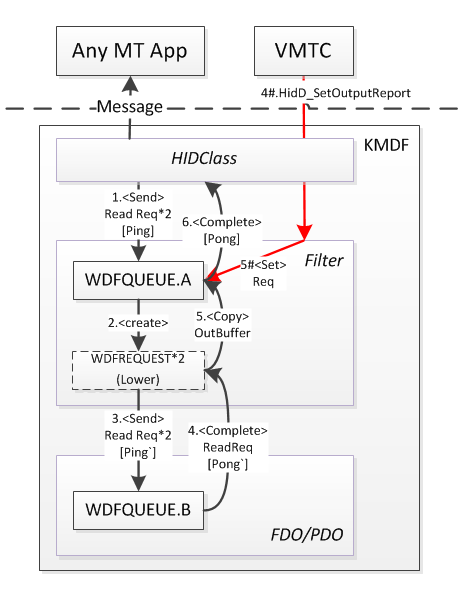 Any MT App
VMTC
4#.HidD_SetOutputReport
Message
KMDF
HIDClass
1.<Send>
Read Req*2
[Ping]
6.<Complete>
[Pong]
Filter
5#<Set>
Req
WDFQUEUE.A
2.<create>
5.<Copy>
OutBuffer
WDFREQUEST*2
(Lower)
3.<Send>
Read Req*2
[Ping`]
4.<Complete>
ReadReq
[Pong`]
WDFQUEUE.B
FDO/PDO